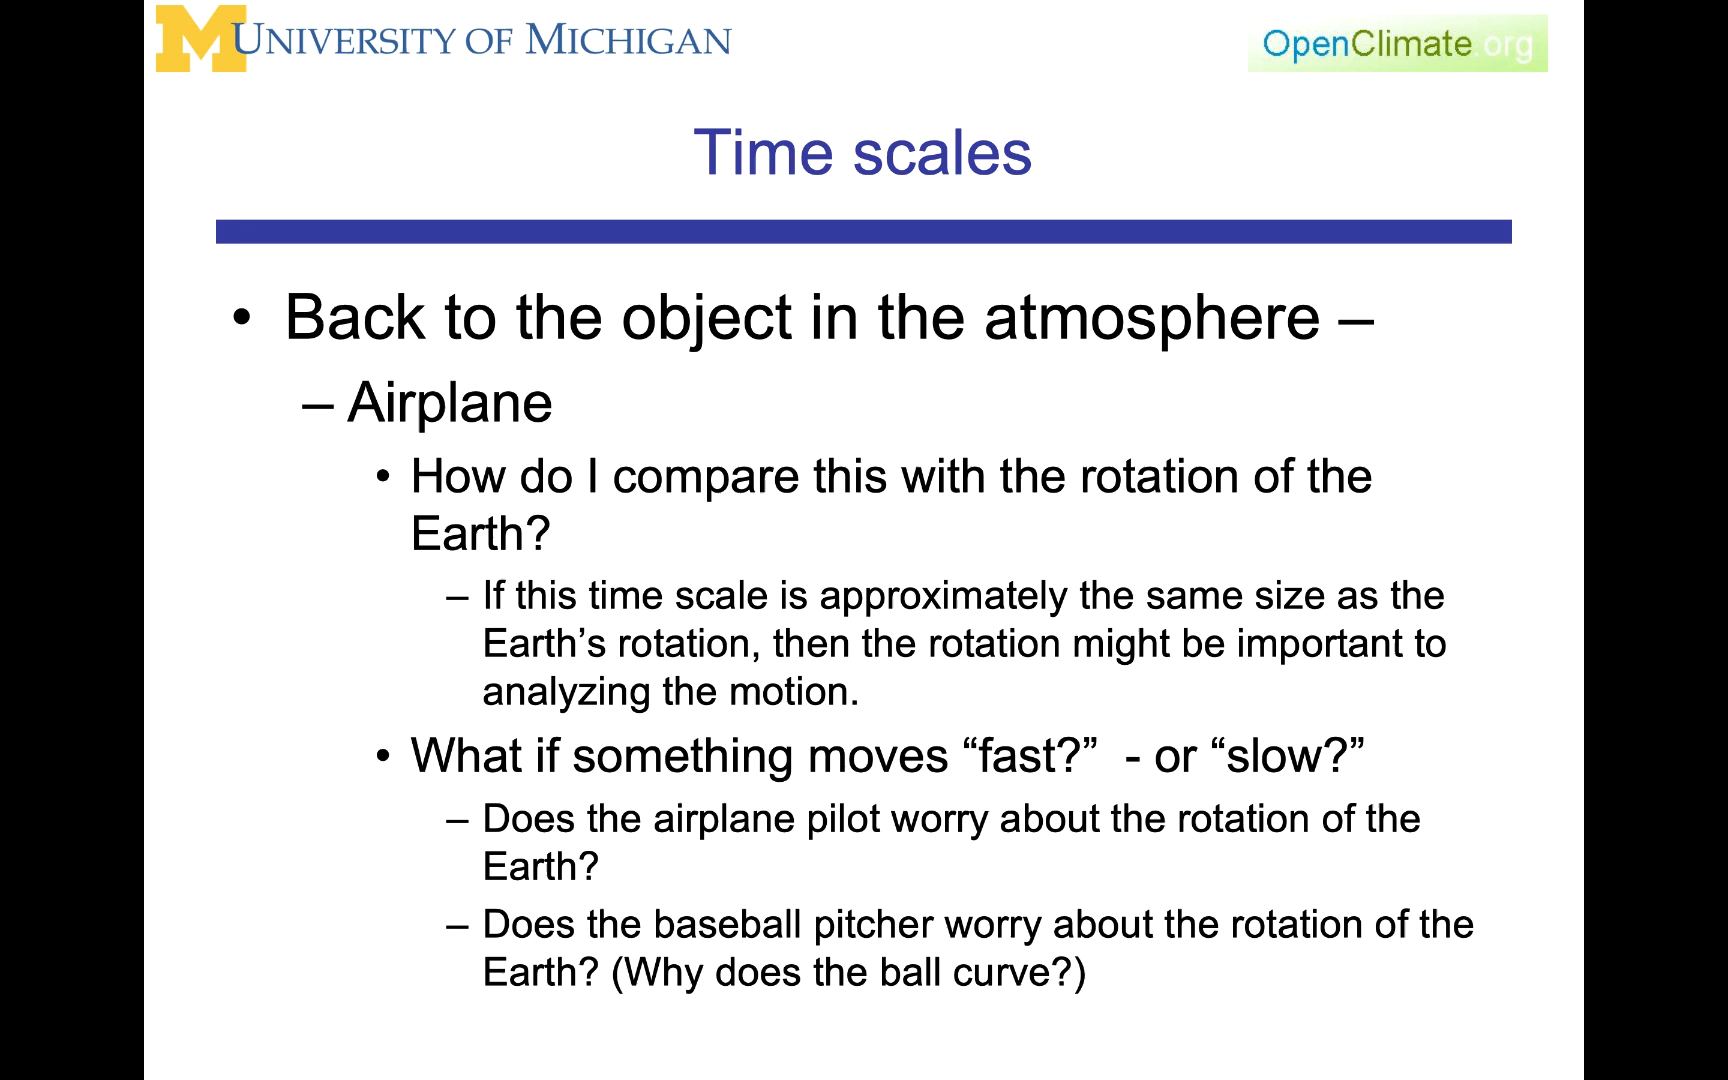 M UNIVERSITY OF MICHIGAN
OpenClimate.org
Time scales
• Back to the object in the atmosphere –
– Airplane
• How do I compare this with the rotation of the
Earth?
– If this time scale is approximately the same size as the
Earth’s rotation, then the rotation might be important to
analyzing the motion.
• What if something moves “fast?”  - or “slow?”
– Does the airplane pilot worry about the rotation of the
Earth?
– Does the baseball pitcher worry about the rotation of the
Earth? (Why does the ball curve?)